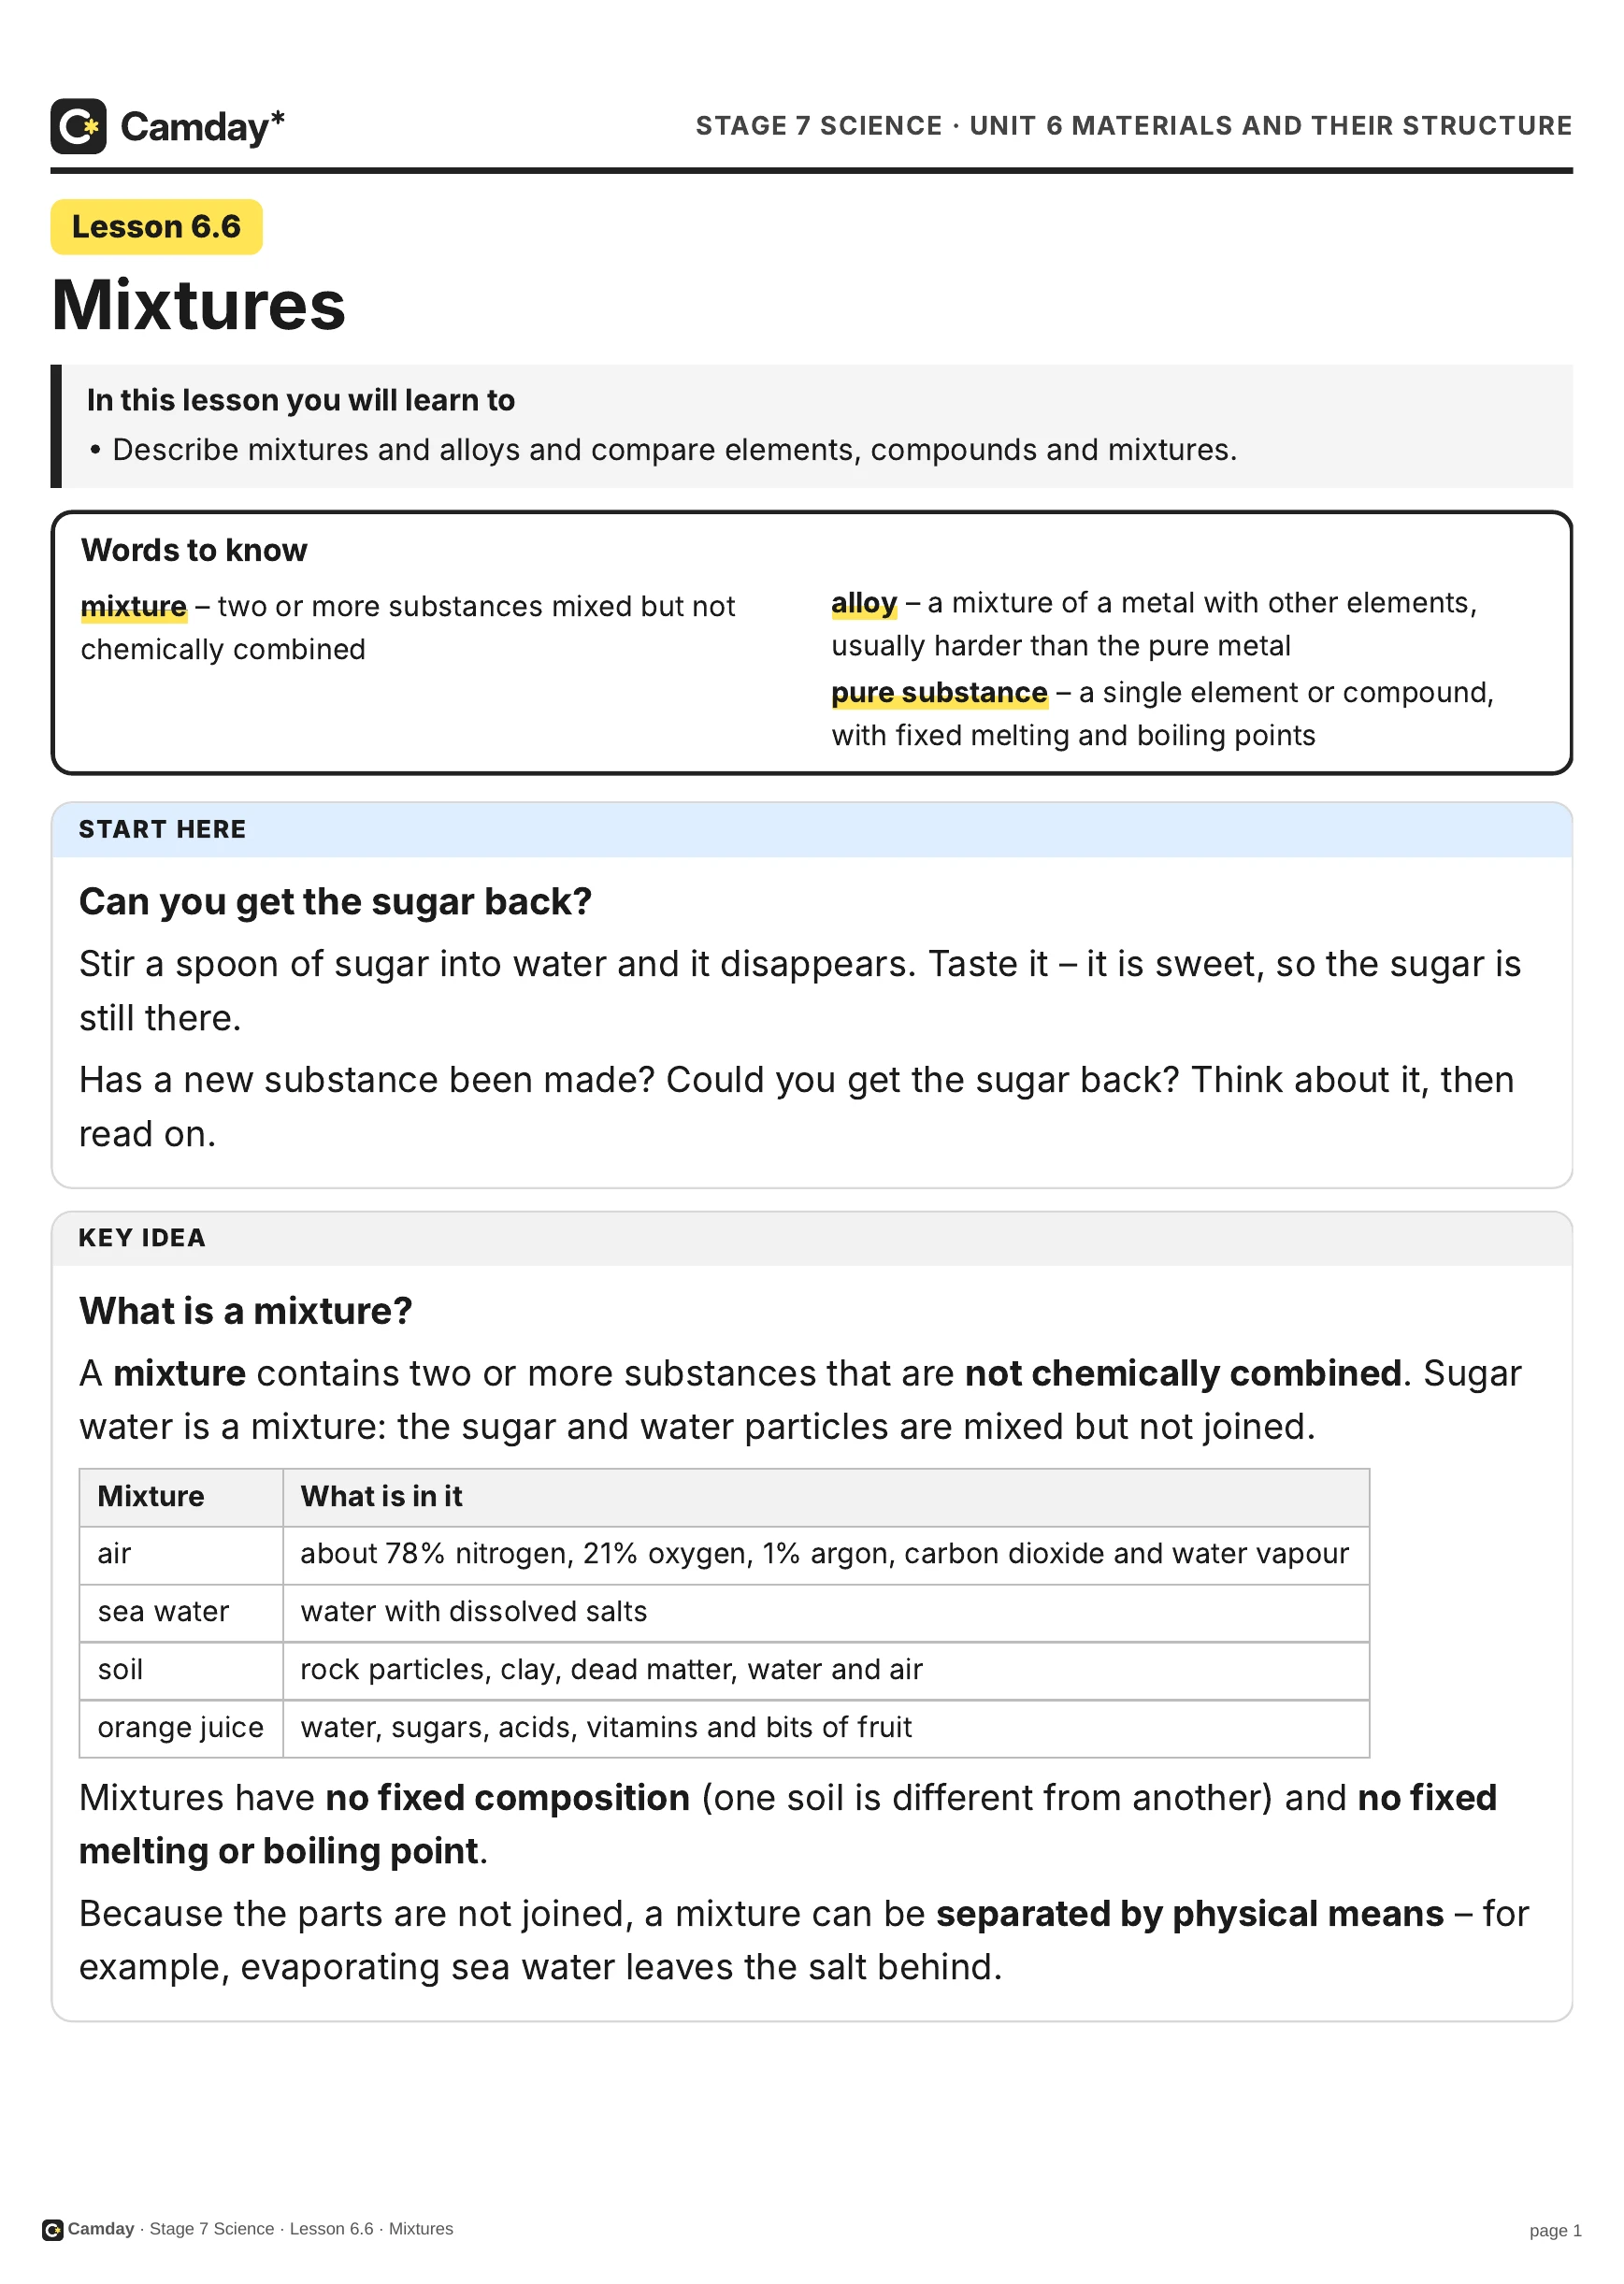 Camday*
STAGE 7 SCIENCE · UNIT 6 MATERIALS AND THEIR STRUCTURE
Lesson 6.6
Mixtures
In this lesson you will learn to
• Describe mixtures and alloys and compare elements, compounds and mixtures.
Words to know
mixture – two or more substances mixed but not
chemically combined
alloy – a mixture of a metal with other elements,
usually harder than the pure metal
pure substance – a single element or compound,
with fixed melting and boiling points
START HERE
Can you get the sugar back?
Stir a spoon of sugar into water and it disappears. Taste it – it is sweet, so the sugar is
still there.
Has a new substance been made? Could you get the sugar back? Think about it, then
read on.
KEY IDEA
What is a mixture?
A mixture contains two or more substances that are not chemically combined. Sugar
water is a mixture: the sugar and water particles are mixed but not joined.
Mixture What is in it
air about 78% nitrogen, 21% oxygen, 1% argon, carbon dioxide and water vapour
sea water water with dissolved salts
soil rock particles, clay, dead matter, water and air
orange juice water, sugars, acids, vitamins and bits of fruit
Mixtures have no fixed composition (one soil is different from another) and no fixed
melting or boiling point.
Because the parts are not joined, a mixture can be separated by physical means – for
example, evaporating sea water leaves the salt behind.
Camday · Stage 7 Science · Lesson 6.6 · Mixtures
page 1